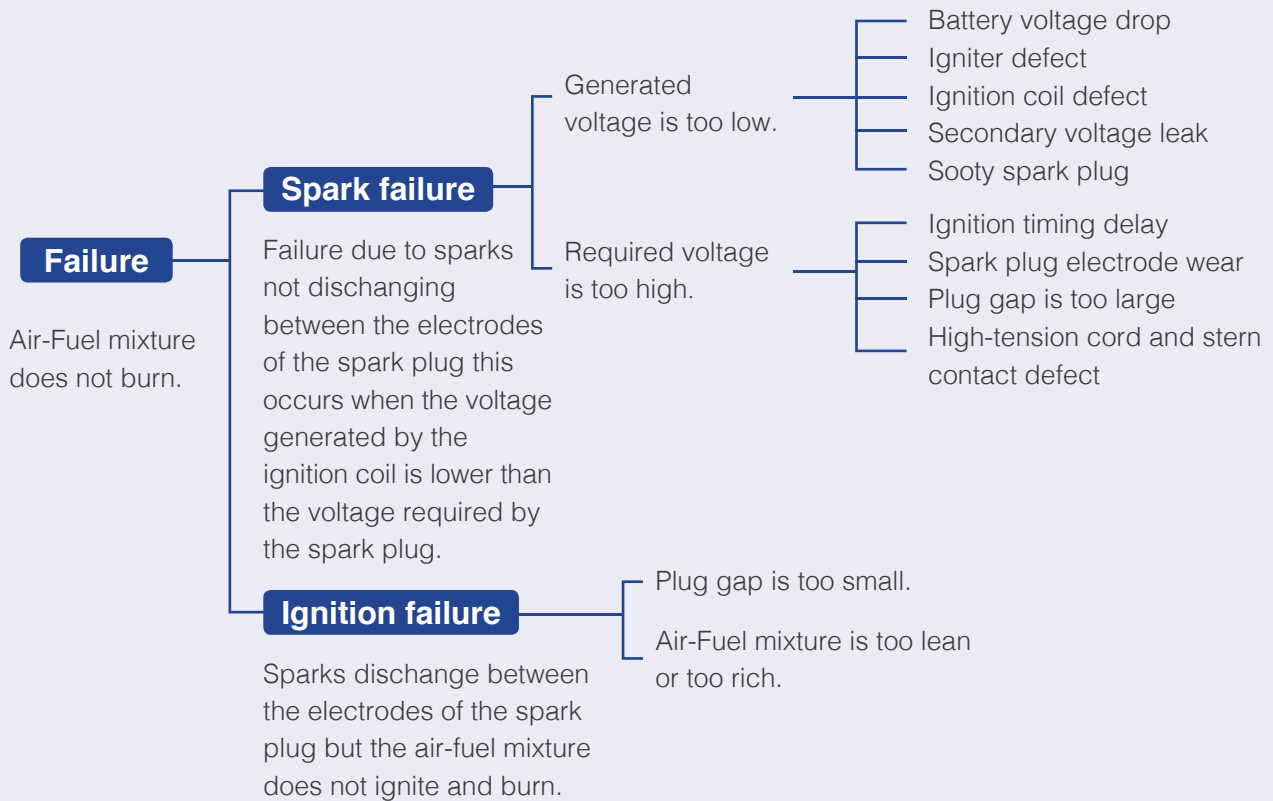 Failure
Air-Fuel mixture
does not burn.
Spark failure
Failure due to sparks
not dischanging
between the electrodes
of the spark plug this
occurs when the voltage
generated by the
ignition coil is lower than
the voltage required by
the spark plug.
Generated
voltage is too low.
Battery voltage drop
Igniter defect
Ignition coil defect
Secondary voltage leak
Sooty spark plug
Required voltage
is too high.
Ignition timing delay
Spark plug electrode wear
Plug gap is too large
High-tension cord and stern
contact defect
Ignition failure
Sparks dischange between
the electrodes of the spark
plug but the air-fuel mixture
does not ignite and burn.
Plug gap is too small.
Air-Fuel mixture is too lean
or too rich.